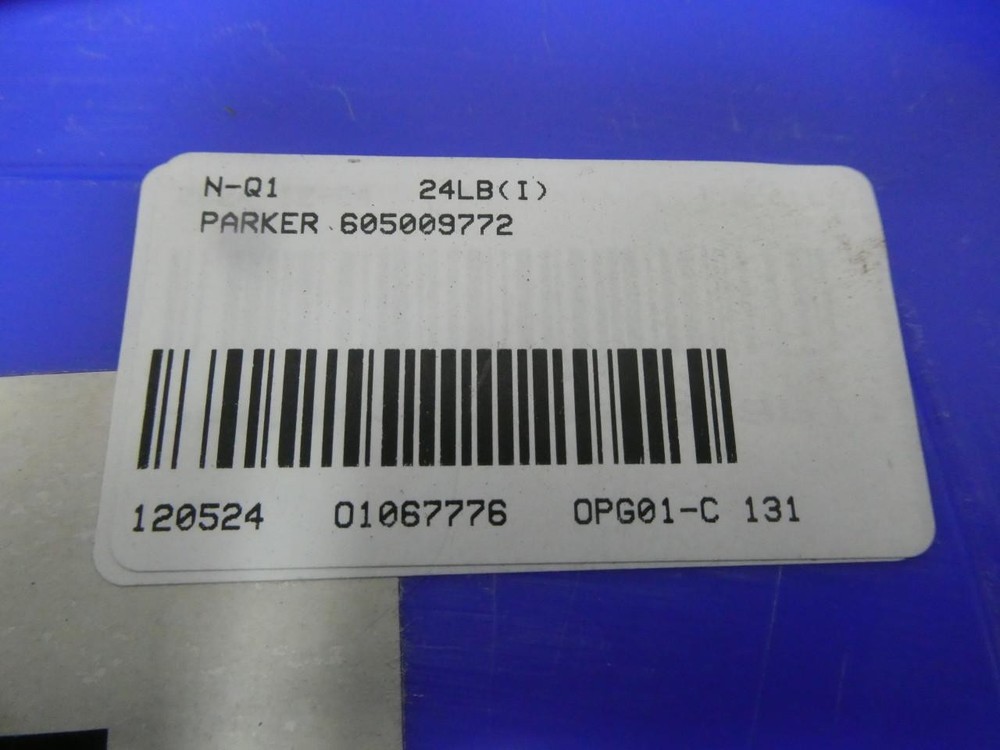 N-Q1 24LB(I)
PARKER 605009772
120524 01067776 OPG01-C 131